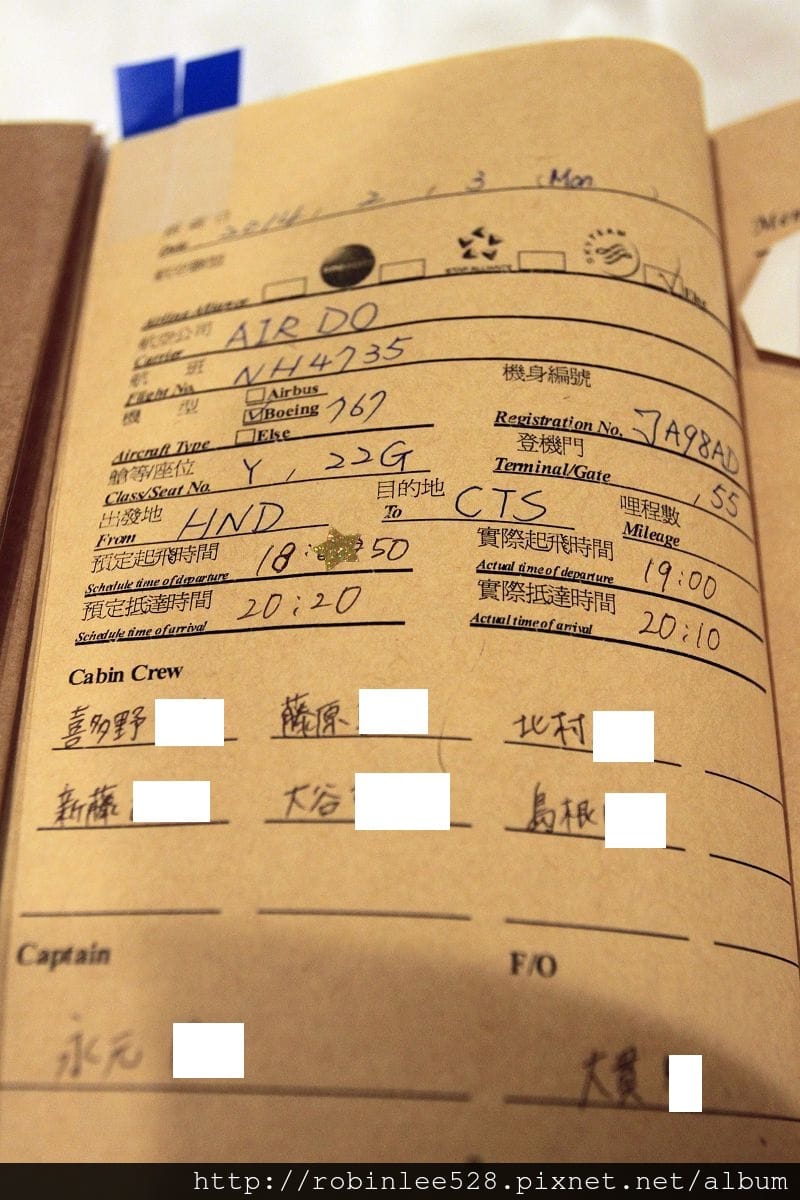 Date 2014. 2 . 3 (Mon )
航空聯盟
Airline Alliance STAR ALLIANCE SKYTEAM Else
航空公司
Carrier AIR DO
航 班
Flight No. NH4735
機 型
Aircraft Type Airbus Boeing 767 Else
機身編號
Registration No. JA98AD
艙等/座位
Class/Seat No. Y , 22G
登機門
Terminal/Gate , 55
出發地
From HND
目的地
To CTS
哩程數
Mileage
預定起飛時間
Schedule time of departure 18: 50
實際起飛時間
Actual time of departure 19:00
預定抵達時間
Schedule time of arrival 20:20
實際抵達時間
Actual time of arrival 20:10
Cabin Crew
喜多野 藤原 北村
新藤 大谷 島根
Captain F/O
永元 大貫
http://robinlee528.pixnet.net/album